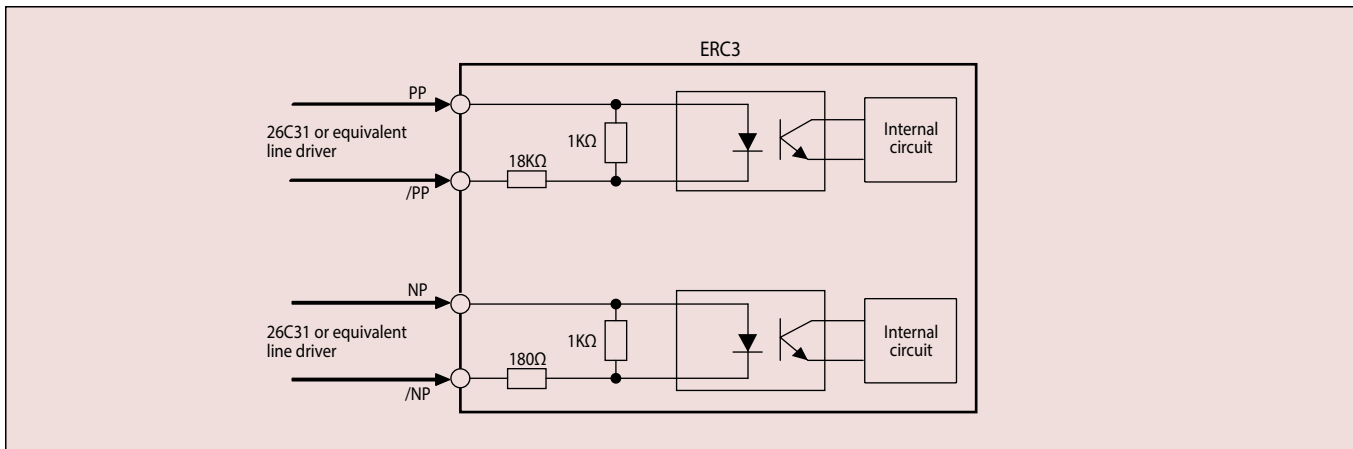 ERC3
PP
26C31 or equivalent
line driver
/PP
18KΩ
1KΩ
Internal
circuit
NP
26C31 or equivalent
line driver
/NP
180Ω
1KΩ
Internal
circuit